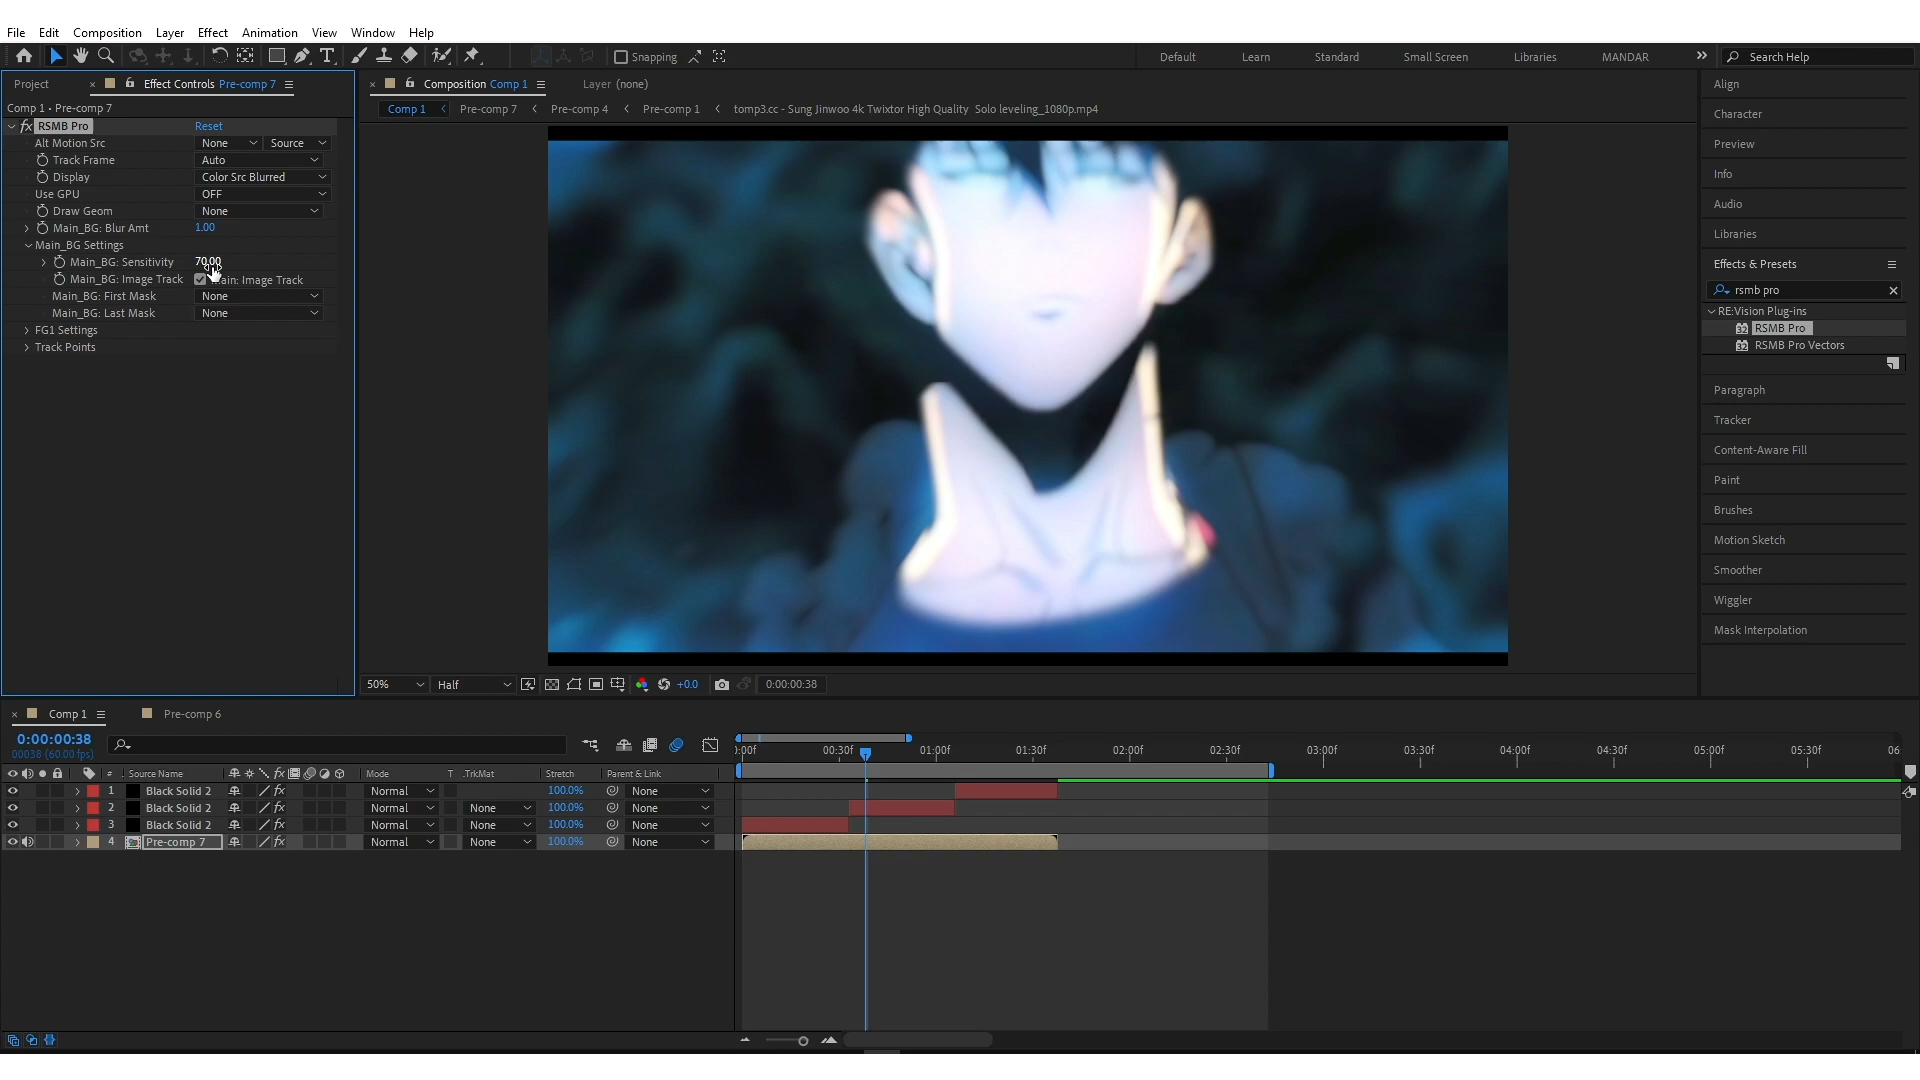 File Edit Composition Layer Effect Animation View Window Help
Snapping Default Learn Standard Small Screen Libraries MANDAR Search Help
Project × Effect Controls Pre-comp 7
× Composition Comp 1 Layer (none)
Comp 1 • Pre-comp 7
Comp 1 Pre-comp 7 Pre-comp 4 Pre-comp 1 tomp3.cc - Sung Jinwoo 4k Twixtor High Quality Solo leveling_1080p.mp4
fx RSMB Pro Reset
Alt Motion Src None Source
Track Frame Auto
Display Color Src Blurred
Use GPU OFF
Draw Geom None
Main_BG: Blur Amt 1.00
Main_BG Settings
Main_BG: Sensitivity 70.00
Main_BG: Image Track Main: Image Track
Main_BG: First Mask None
Main_BG: Last Mask None
FG1 Settings
Track Points
50% Half +0.0 0:00:00:38
Align
Character
Preview
Info
Audio
Libraries
Effects & Presets
rsmb pro
RE:Vision Plug-ins
32 RSMB Pro
32 RSMB Pro Vectors
Paragraph
Tracker
Content-Aware Fill
Paint
Brushes
Motion Sketch
Smoother
Wiggler
Mask Interpolation
× Comp 1 Pre-comp 6
0:00:00:38
00038 (60.00 fps)
):00f 00:30f 01:00f 01:30f 02:00f 02:30f 03:00f 03:30f 04:00f 04:30f 05:00f 05:30f 06
# Source Name fx Mode T .TrkMat Stretch Parent & Link
1 Black Solid 2 fx Normal 100.0% None
2 Black Solid 2 fx Normal None 100.0% None
3 Black Solid 2 fx Normal None 100.0% None
4 Pre-comp 7 fx Normal None 100.0% None